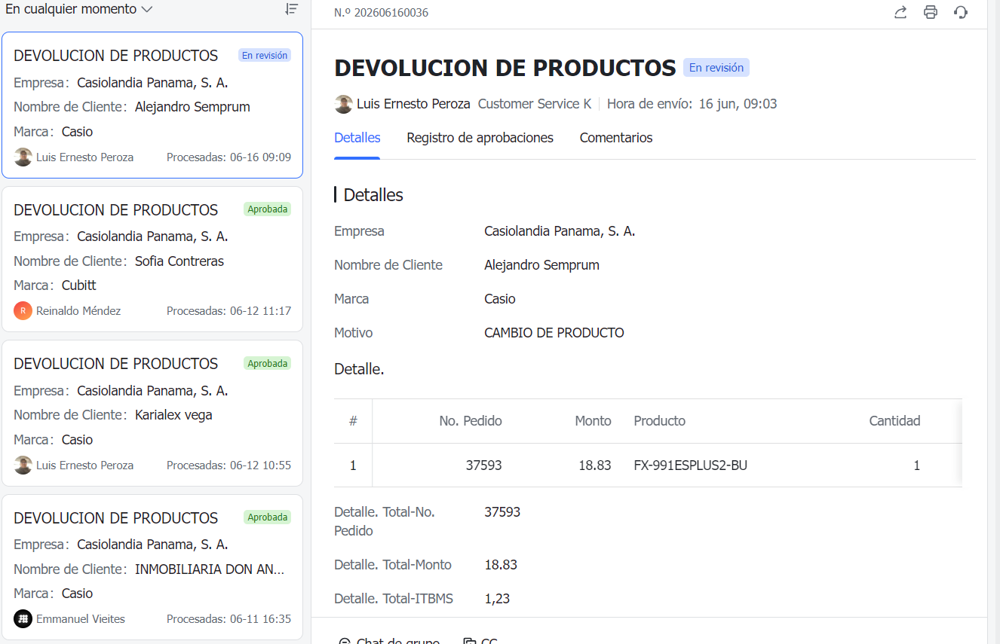 En cualquier momento
DEVOLUCION DE PRODUCTOS
En revisión
Empresa: Casiolandia Panama, S. A.
Nombre de Cliente: Alejandro Semprum
Marca: Casio
Luis Ernesto Peroza
Procesadas: 06-16 09:09
DEVOLUCION DE PRODUCTOS
Aprobada
Empresa: Casiolandia Panama, S. A.
Nombre de Cliente: Sofia Contreras
Marca: Cubitt
R
Reinaldo Méndez
Procesadas: 06-12 11:17
DEVOLUCION DE PRODUCTOS
Aprobada
Empresa: Casiolandia Panama, S. A.
Nombre de Cliente: Karialex vega
Marca: Casio
Luis Ernesto Peroza
Procesadas: 06-12 10:55
DEVOLUCION DE PRODUCTOS
Aprobada
Empresa: Casiolandia Panama, S. A.
Nombre de Cliente: INMOBILIARIA DON AN...
Marca: Casio
Emmanuel Vieites
Procesadas: 06-11 16:35
N.º 202606160036
DEVOLUCION DE PRODUCTOS
En revisión
Luis Ernesto Peroza Customer Service K Hora de envío: 16 jun, 09:03
Detalles Registro de aprobaciones Comentarios
Detalles
Empresa Casiolandia Panama, S. A.
Nombre de Cliente Alejandro Semprum
Marca Casio
Motivo CAMBIO DE PRODUCTO
Detalle.
# No. Pedido Monto Producto Cantidad
1 37593 18.83 FX-991ESPLUS2-BU 1
Detalle. Total-No. Pedido 37593
Detalle. Total-Monto 18.83
Detalle. Total-ITBMS 1,23
Chat de grupo CC